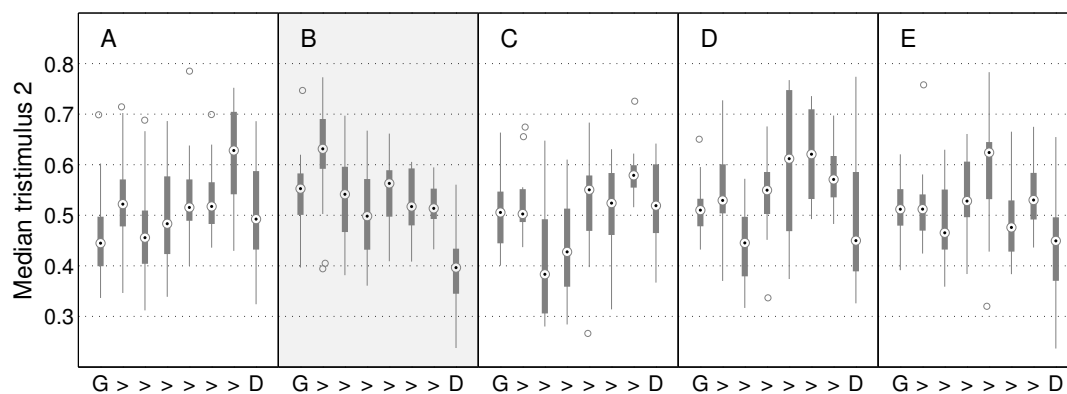 A B C D E
0.8
0.7
0.6
0.5
0.4
0.3
Median tristimulus 2
G > > > > > > D G > > > > > > D G > > > > > > D G > > > > > > D G > > > > > > D